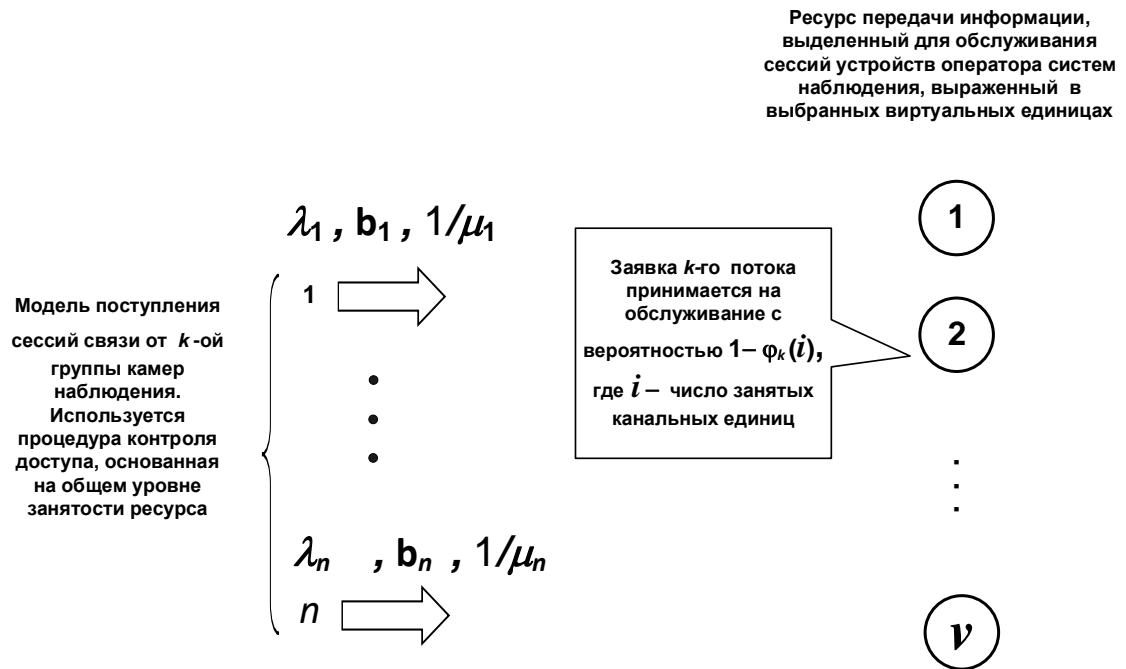 Ресурс передачи информации,
выделенный для обслуживания
сессий устройств оператора систем
наблюдения, выраженный в
выбранных виртуальных единицах
Модель поступления
сессий связи от k -ой
группы камер
наблюдения.
Используется
процедура контроля
доступа, основанная
на общем уровне
занятости ресурса
λ₁ , b₁ , 1/μ₁
1
λₙ , bₙ , 1/μₙ
n
Заявка k-го потока
принимается на
обслуживание с
вероятностью 1– φₖ(i),
где i – число занятых
канальных единиц
1
2
v